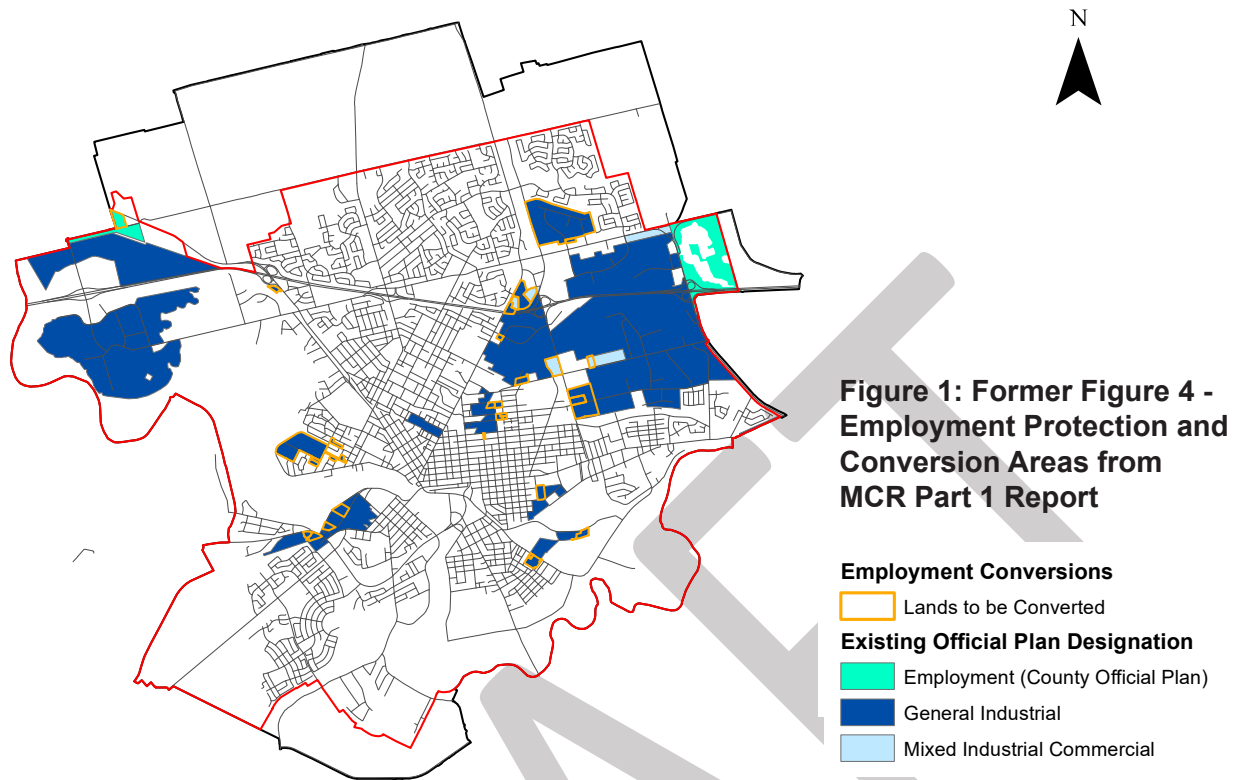 N
Figure 1: Former Figure 4 -
Employment Protection and
Conversion Areas from
MCR Part 1 Report
Employment Conversions
Lands to be Converted
Existing Official Plan Designation
Employment (County Official Plan)
General Industrial
Mixed Industrial Commercial